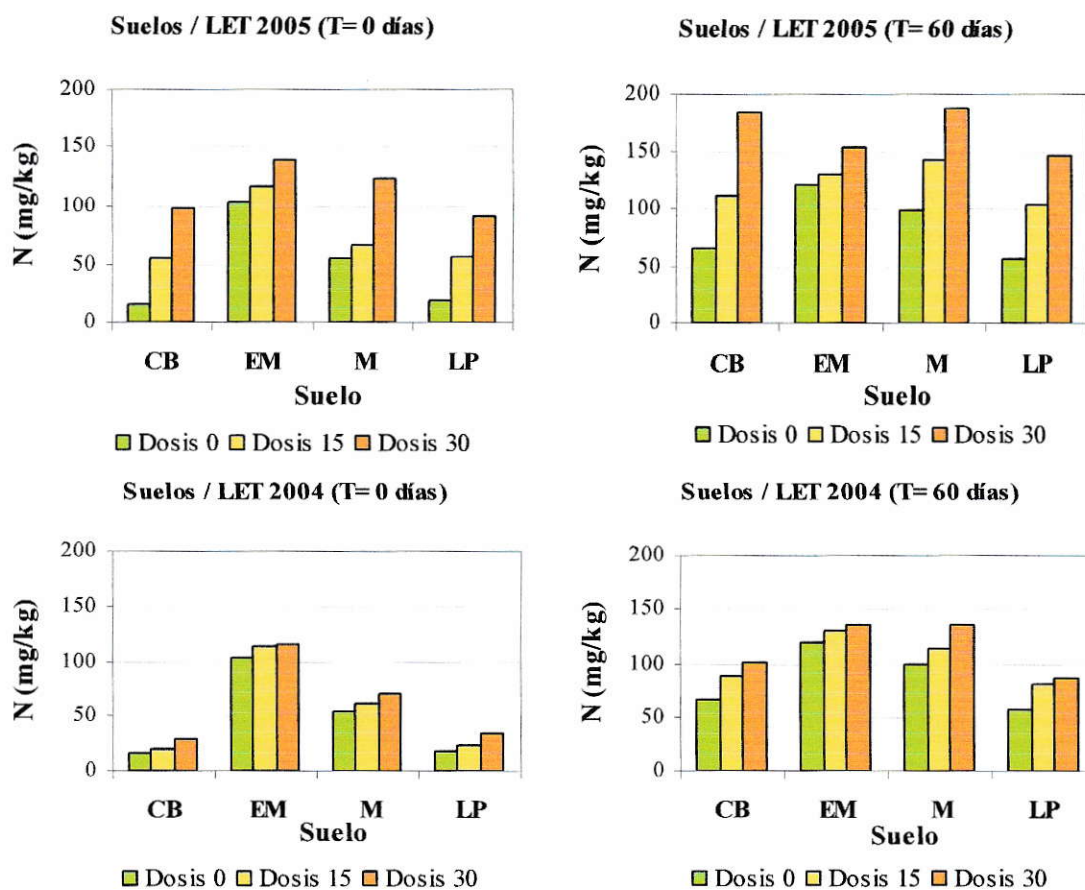 Suelos / LET 2005 (T= 0 días)
N (mg/kg)
200
150
100
50
0
CB EM M LP
Suelo
Dosis 0 Dosis 15 Dosis 30
Suelos / LET 2005 (T= 60 días)
N (mg/kg)
200
150
100
50
0
CB EM M LP
Suelo
Dosis 0 Dosis 15 Dosis 30
Suelos / LET 2004 (T= 0 días)
N (mg/kg)
200
150
100
50
0
CB EM M LP
Suelo
Dosis 0 Dosis 15 Dosis 30
Suelos / LET 2004 (T= 60 días)
N (mg/kg)
200
150
100
50
0
CB EM M LP
Suelo
Dosis 0 Dosis 15 Dosis 30